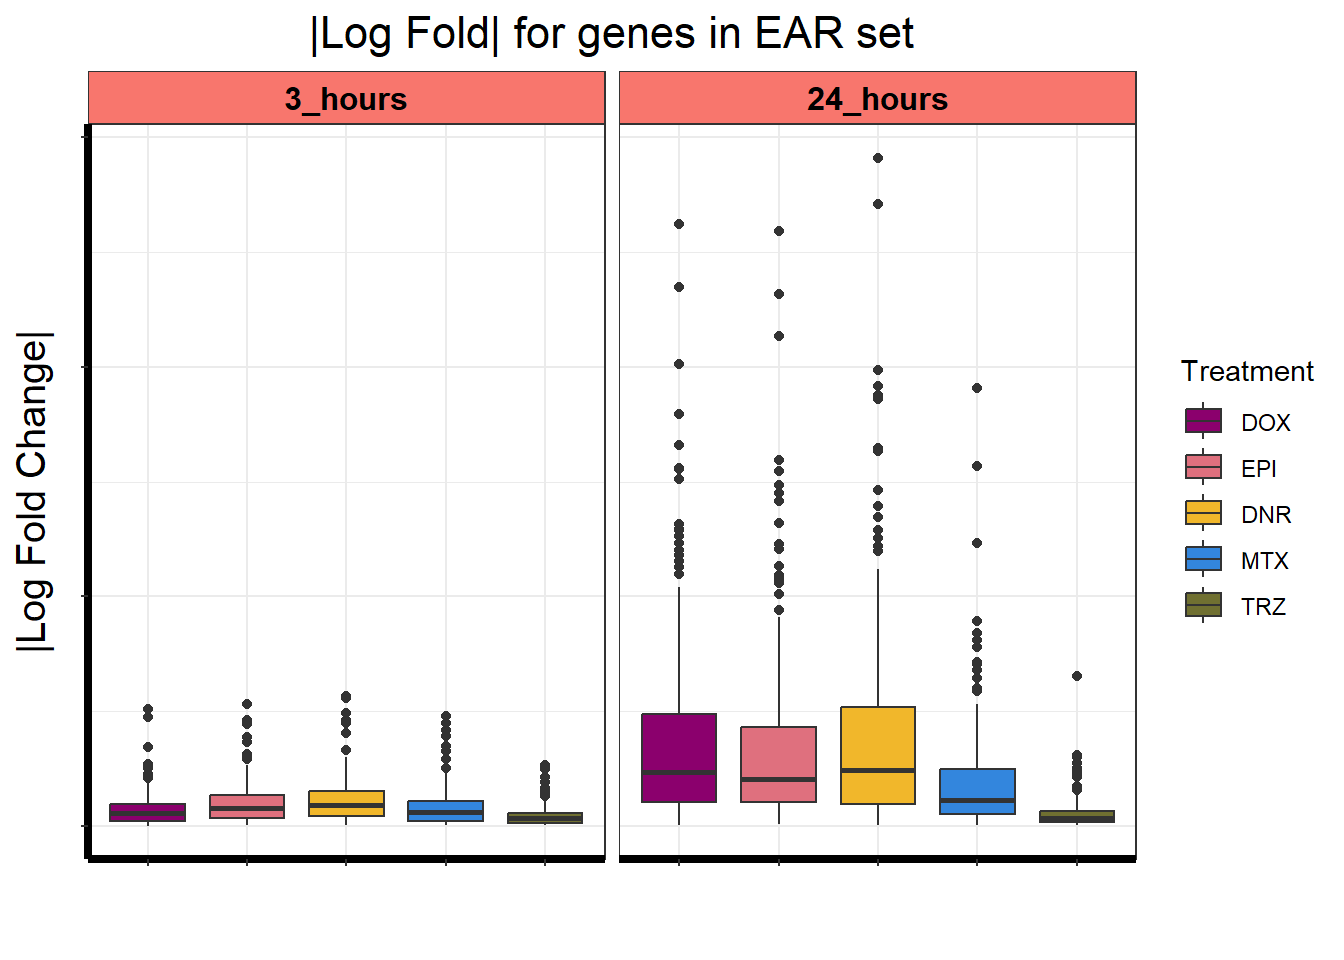 |Log Fold| for genes in EAR set
3_hours
24_hours
|Log Fold Change|
Treatment
DOX
EPI
DNR
MTX
TRZ